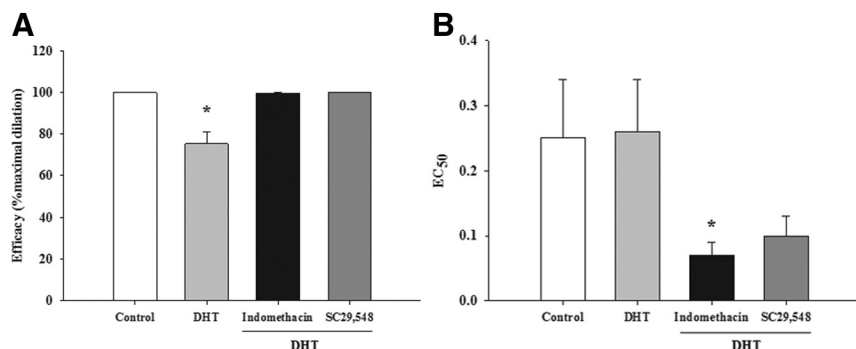 A
Efficacy (%maximal dilation)
120
100
80
60
40
20
0
*
Control
DHT
Indomethacin
SC29,548
DHT
B
EC50
0.4
0.3
0.2
0.1
0.0
*
Control
DHT
Indomethacin
SC29,548
DHT